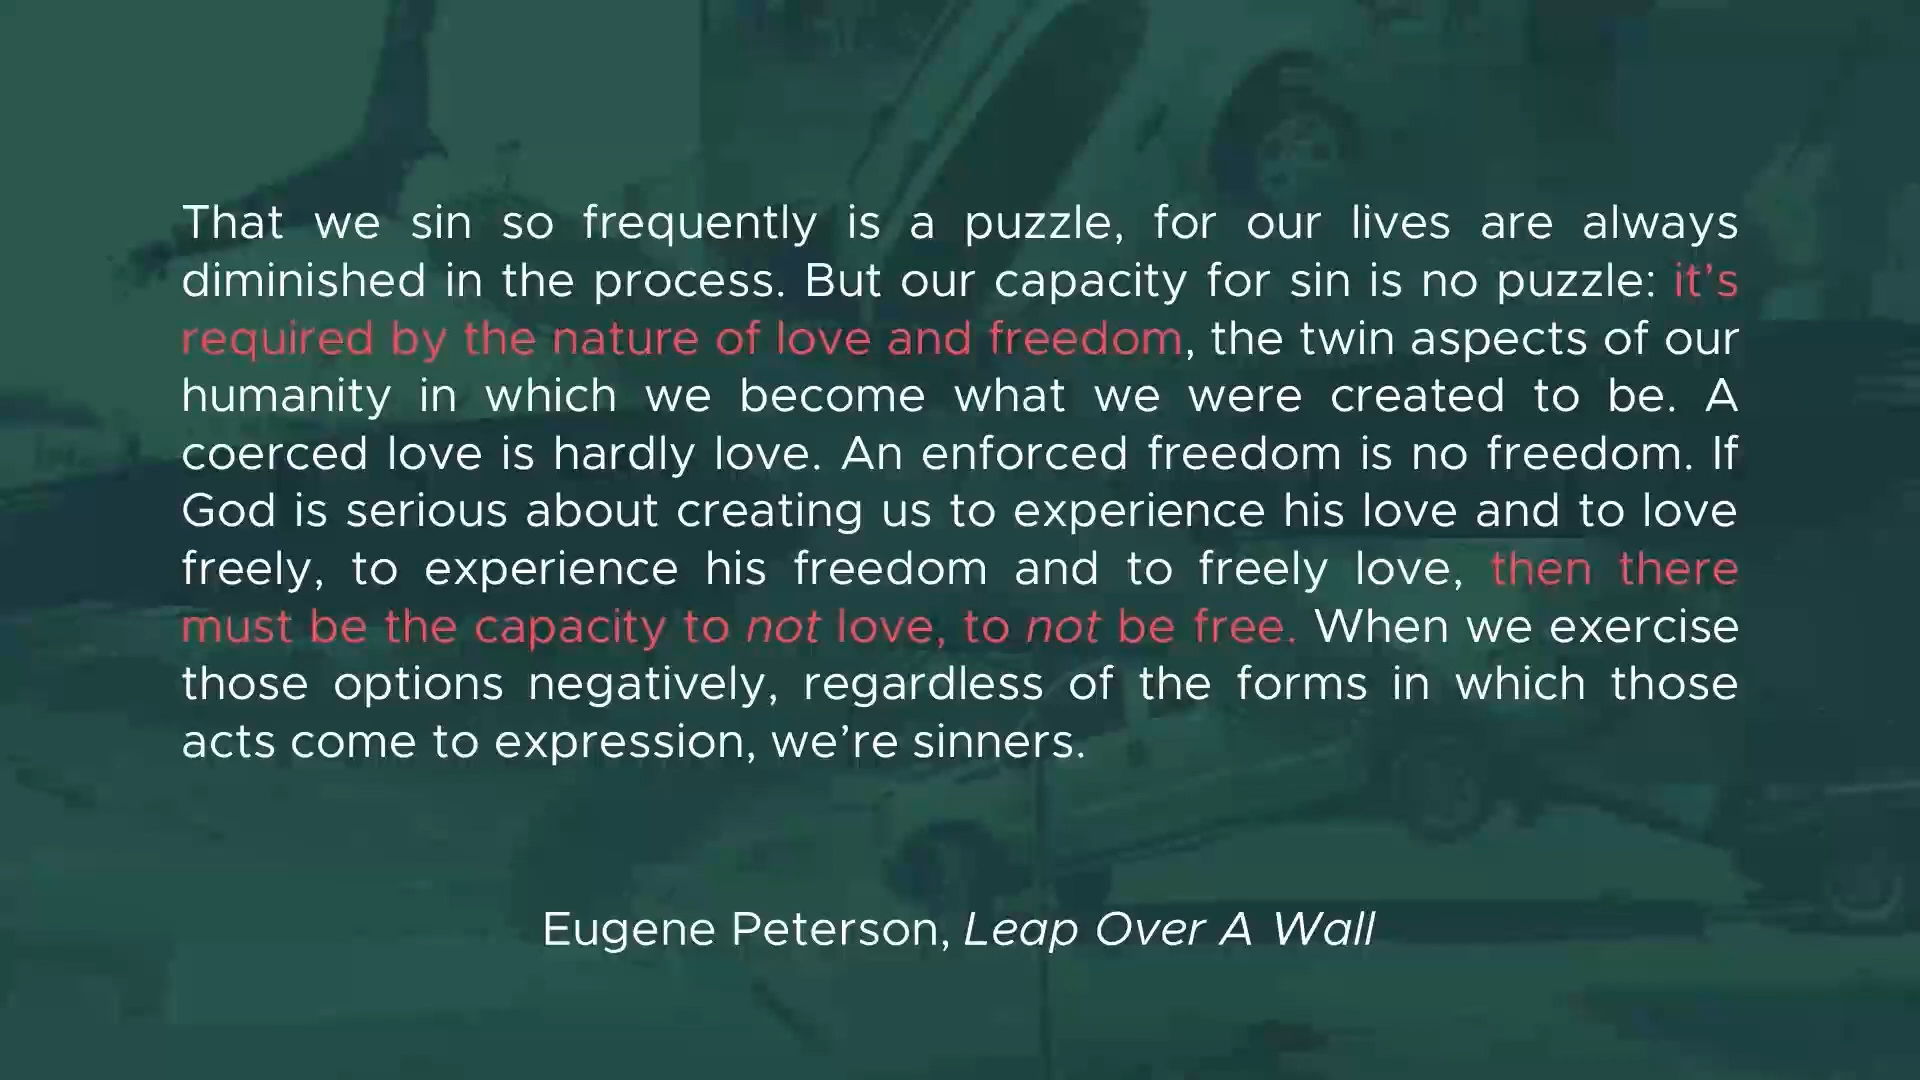 That we sin so frequently is a puzzle, for our lives are always
diminished in the process. But our capacity for sin is no puzzle: it’s
required by the nature of love and freedom, the twin aspects of our
humanity in which we become what we were created to be. A
coerced love is hardly love. An enforced freedom is no freedom. If
God is serious about creating us to experience his love and to love
freely, to experience his freedom and to freely love, then there
must be the capacity to not love, to not be free. When we exercise
those options negatively, regardless of the forms in which those
acts come to expression, we’re sinners.
Eugene Peterson, Leap Over A Wall